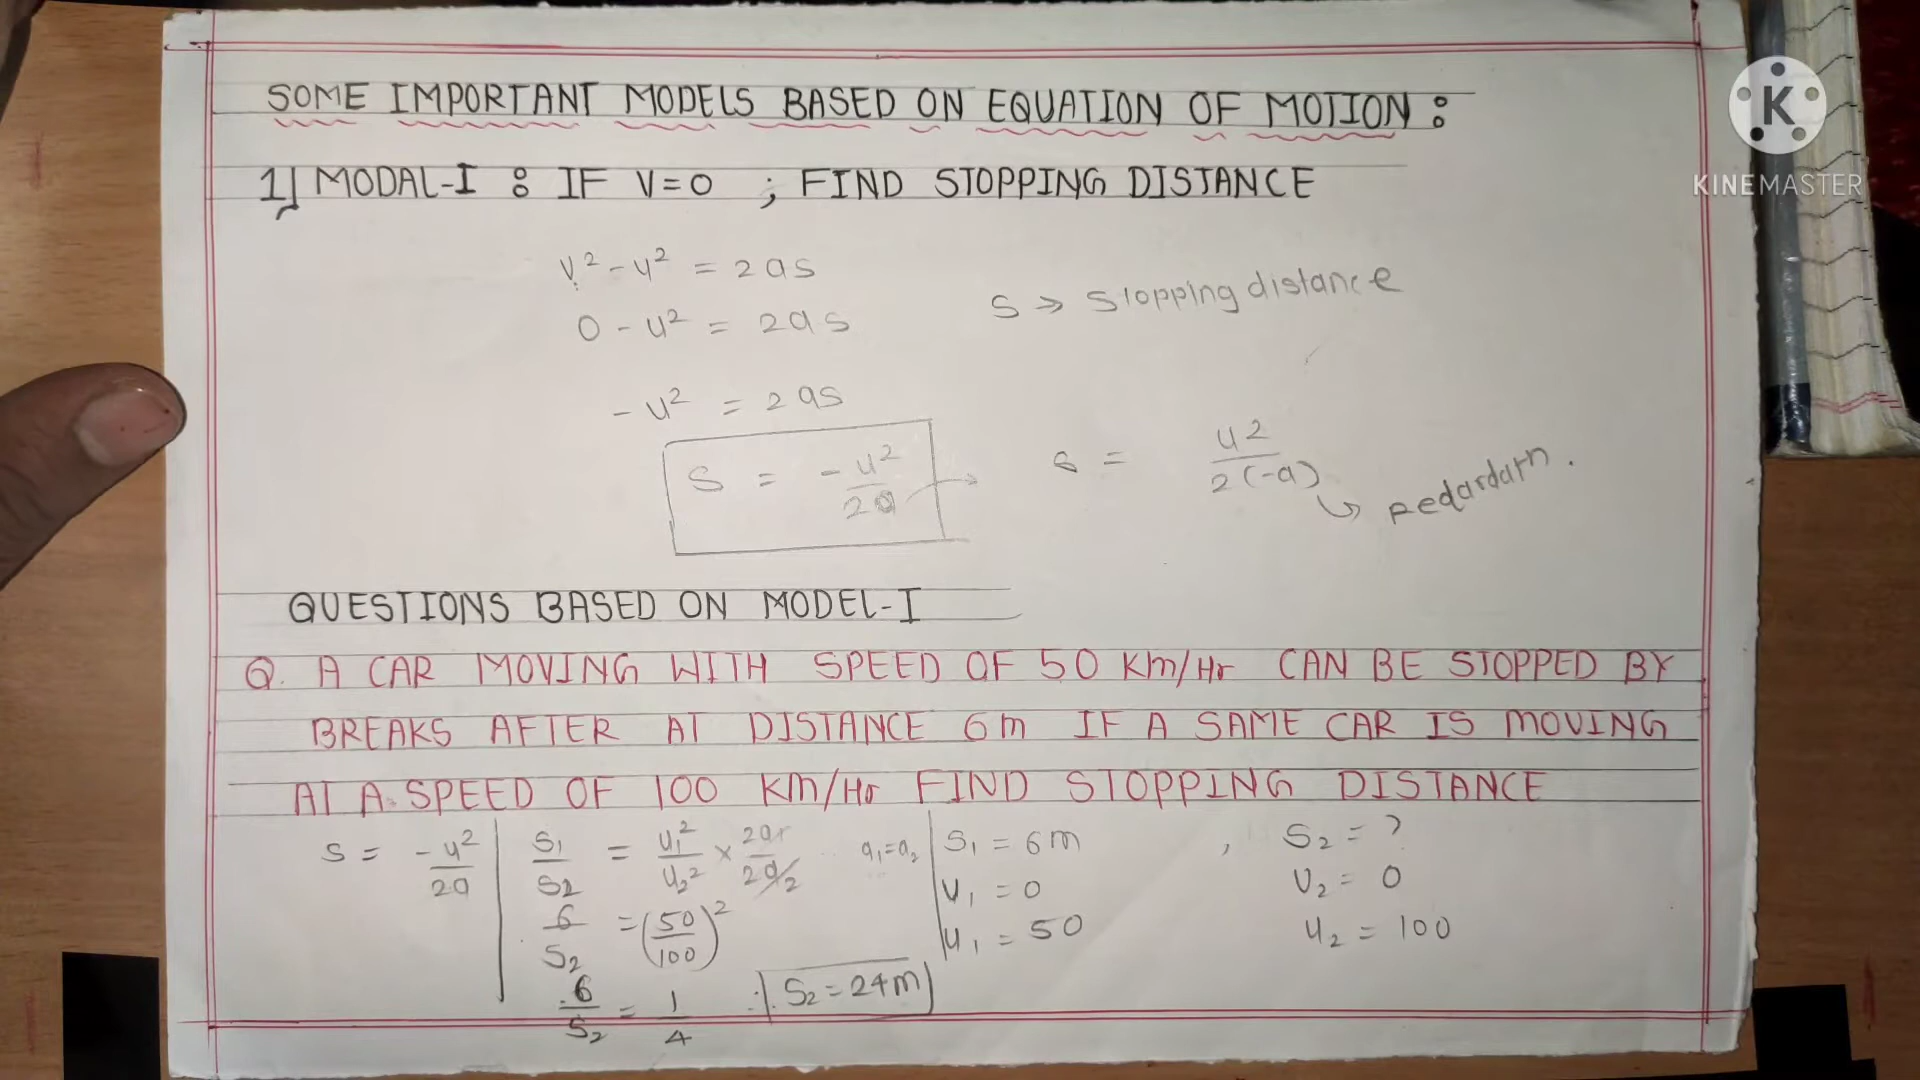 SOME IMPORTANT MODELS BASED ON EQUATION OF MOTION :
K
KINEMASTER
1] MODAL-I : IF V=0 ; FIND STOPPING DISTANCE
V² - u² = 2as
0 - u² = 2as
S → Stopping distance
- u² = 2as
S = -u²/2a → s = u²/2(-a) ↪ Redardatn.
QUESTIONS BASED ON MODEL-I
Q. A CAR MOVING WITH SPEED OF 50 Km/Hr CAN BE STOPPED BY
BREAKS AFTER AT DISTANCE 6m IF A SAME CAR IS MOVING
AT A SPEED OF 100 Km/Hr FIND STOPPING DISTANCE
S = -u²/2a
S₁/S₂ = u₁²/u₂² × 2a₁/2a₂ a₁=a₂
6/S₂ = (50/100)²
6/S₂ = 1/4 ∴ S₂ = 24m
S₁ = 6m , S₂ = ?
V₁ = 0 V₂ = 0
u₁ = 50 u₂ = 100